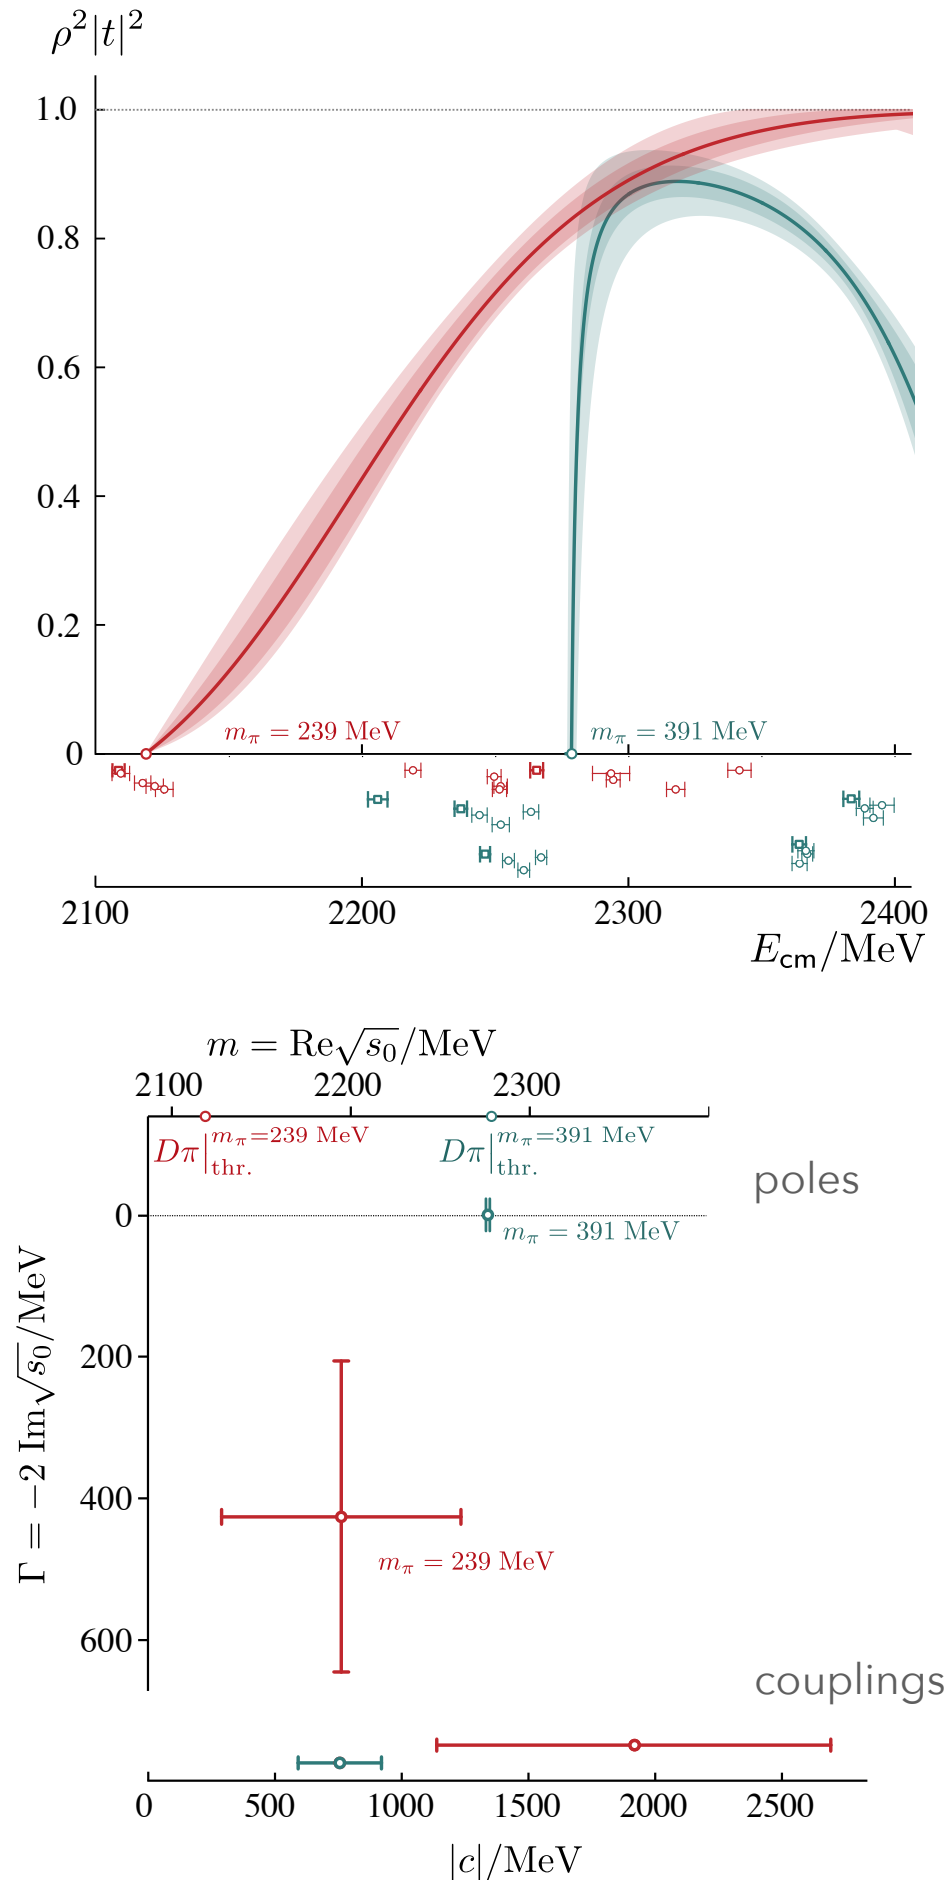 ρ²|t|²
1.0
0.8
0.6
0.4
0.2
0
m_π = 239 MeV
m_π = 391 MeV
2100 2200 2300 2400
E_cm/MeV
m = Re√s₀/MeV
2100 2200 2300
Dπ|thr. m_π=239 MeV
Dπ|thr. m_π=391 MeV
poles
0
m_π = 391 MeV
200
400
600
Γ = −2 Im√s₀/MeV
m_π = 239 MeV
couplings
0 500 1000 1500 2000 2500
|c|/MeV